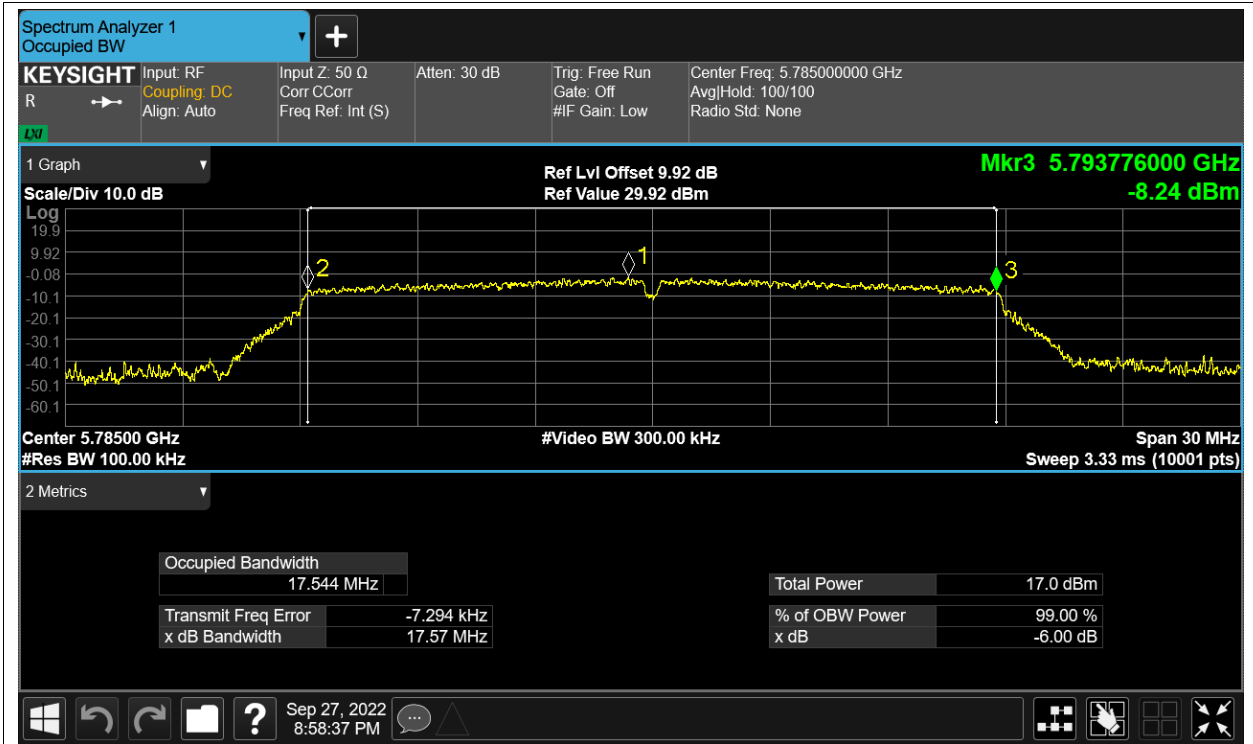 Spectrum Analyzer 1
Occupied BW
KEYSIGHT
R
LXI
Input: RF
Coupling: DC
Align: Auto
Input Z: 50 Ω
Corr CCorr
Freq Ref: Int (S)
Atten: 30 dB
Trig: Free Run
Gate: Off
#IF Gain: Low
Center Freq: 5.785000000 GHz
Avg|Hold: 100/100
Radio Std: None
1 Graph
Scale/Div 10.0 dB
Ref Lvl Offset 9.92 dB
Ref Value 29.92 dBm
Mkr3 5.793776000 GHz
-8.24 dBm
Log
19.9
9.92
-0.08
-10.1
-20.1
-30.1
-40.1
-50.1
-60.1
2
1
3
Center 5.78500 GHz
#Video BW 300.00 kHz
Span 30 MHz
#Res BW 100.00 kHz
Sweep 3.33 ms (10001 pts)
2 Metrics
Occupied Bandwidth
17.544 MHz
Total Power 17.0 dBm
Transmit Freq Error -7.294 kHz
% of OBW Power 99.00 %
x dB Bandwidth 17.57 MHz
x dB -6.00 dB
Sep 27, 2022
8:58:37 PM